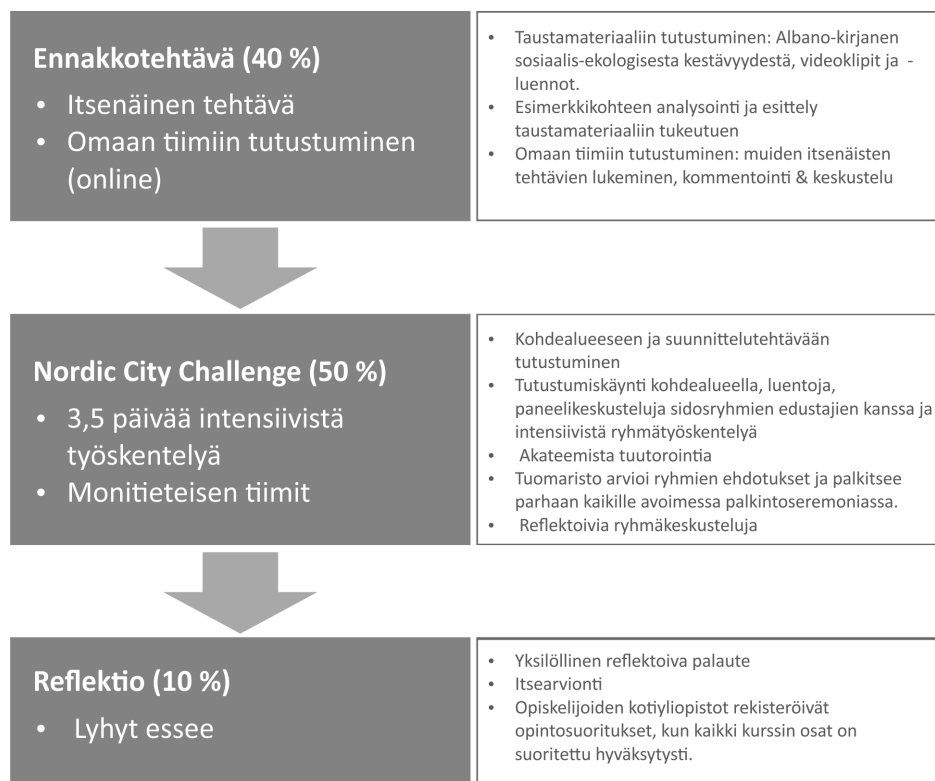 Ennakkotehtävä (40 %)
• Itsenäinen tehtävä
• Omaan tiimiin tutustuminen
(online)
• Taustamateriaaliin tutustuminen: Albano-kirjanen
sosiaalis-ekologisesta kestävyydestä, videoklipit ja -
luennot.
• Esimerkkikohteen analysointi ja esittely
taustamateriaaliin tukeutuen
• Omaan tiimiin tutustuminen: muiden itsenäisten
tehtävien lukeminen, kommentointi & keskustelu
Nordic City Challenge (50 %)
• 3,5 päivää intensiivistä
työskentelyä
• Monitieteisen tiimit
• Kohdealueeseen ja suunnittelutehtävään
tutustuminen
• Tutustumiskäynti kohdealueella, luentoja,
paneelikeskusteluja sidosryhmien edustajien kanssa ja
intensiivistä ryhmätyöskentelyä
• Akateemista tuutorointia
• Tuomaristo arvioi ryhmien ehdotukset ja palkitsee
parhaan kaikille avoimessa palkintoseremoniassa.
• Reflektoivia ryhmäkeskusteluja
Reflektio (10 %)
• Lyhyt essee
• Yksilöllinen reflektoiva palaute
• Itsearvionti
• Opiskelijoiden kotiyliopistot rekisteröivät
opintosuoritukset, kun kaikki kurssin osat on
suoritettu hyväksytysti.